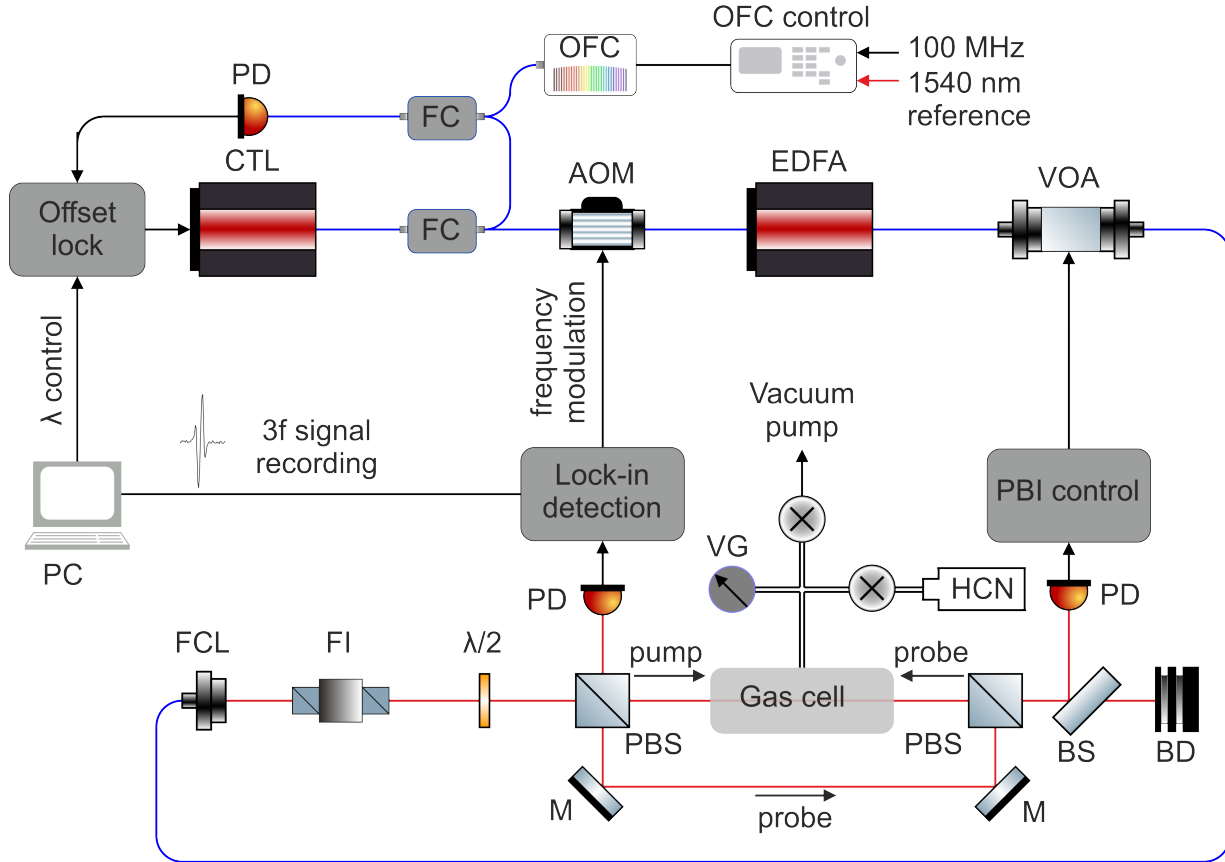 OFC control
OFC
100 MHz
1540 nm
reference
PD
FC
CTL
AOM
EDFA
VOA
Offset
lock
FC
λ control
frequency
modulation
Vacuum
pump
3f signal
recording
Lock-in
detection
PBI control
PC
VG
HCN
PD
PD
FCL
FI
λ/2
pump
probe
Gas cell
PBS
PBS
BS
BD
M
probe
M